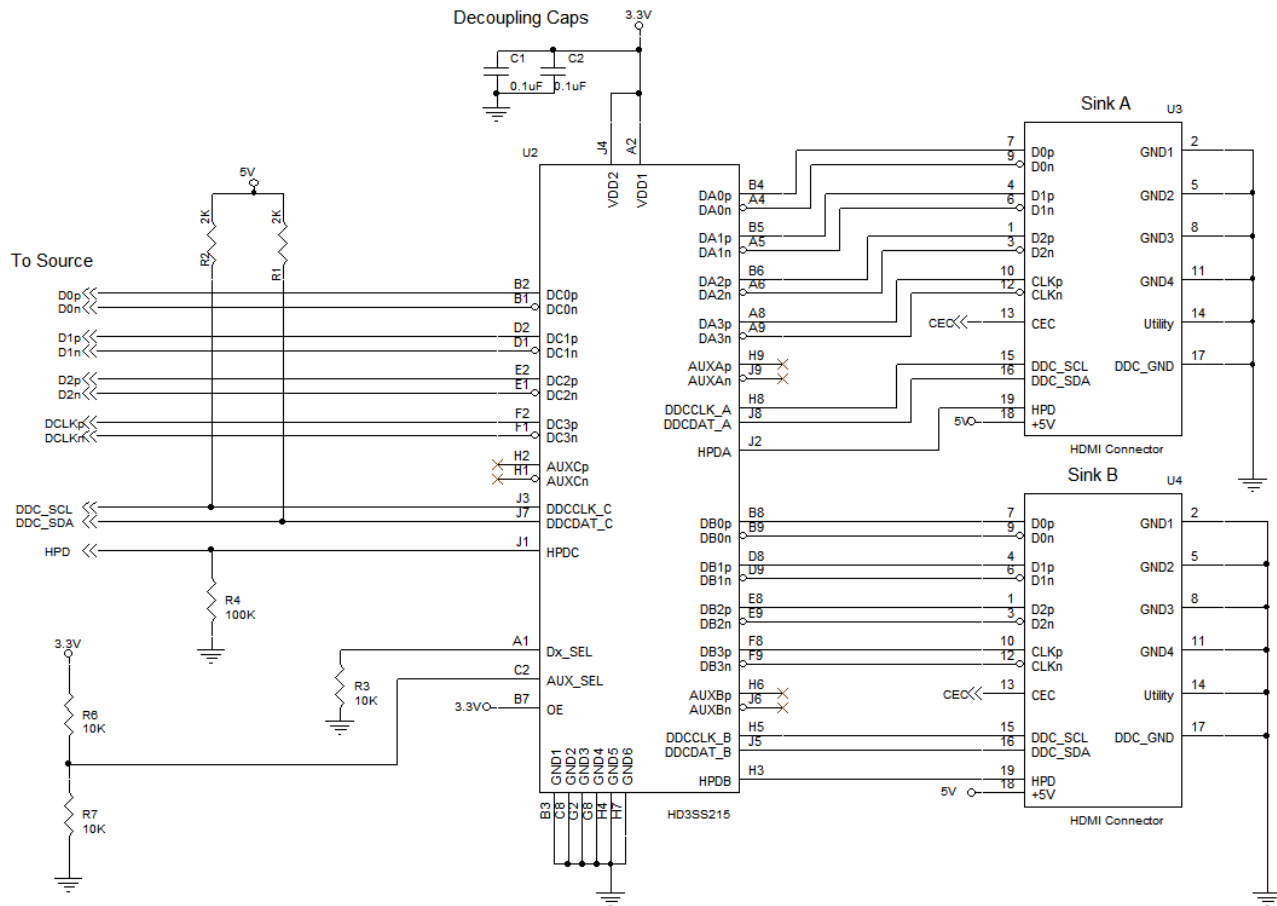 Decoupling Caps
3.3V
C1
C2
0.1uF
0.1uF
Sink A
U3
U2
J4
A2
VDD2
VDD1
5V
2K
2K
R2
R1
To Source
D0p
D0n
D1p
D1n
D2p
D2n
DCLKp
DCLKn
DDC_SCL
DDC_SDA
HPD
B2
B1
D2
D1
E2
E1
F2
F1
H2
H1
J3
J7
J1
DC0p
DC0n
DC1p
DC1n
DC2p
DC2n
DC3p
DC3n
AUXCp
AUXCn
DDCCLK_C
DDCDAT_C
HPDC
R4
100K
3.3V
R6
10K
R7
10K
R3
10K
A1
C2
3.3V
B7
Dx_SEL
AUX_SEL
OE
GND1
GND2
GND3
GND4
GND5
GND6
B3
C8
G2
G8
H4
H7
HD3SS215
DA0p
DA0n
DA1p
DA1n
DA2p
DA2n
DA3p
DA3n
AUXAp
AUXAn
DDCCLK_A
DDCDAT_A
HPDA
B4
A4
B5
A5
B6
A6
A8
A9
H9
J9
H8
J8
J2
DB0p
DB0n
DB1p
DB1n
DB2p
DB2n
DB3p
DB3n
AUXBp
AUXBn
DDCCLK_B
DDCDAT_B
HPDB
B8
B9
D8
D9
E8
E9
F8
F9
H6
J6
H5
J5
H3
7
9
4
6
1
3
10
12
CEC
13
15
16
19
5V
18
D0p
D0n
D1p
D1n
D2p
D2n
CLKp
CLKn
CEC
DDC_SCL
DDC_SDA
HPD
+5V
GND1
GND2
GND3
GND4
Utility
DDC_GND
2
5
8
11
14
17
HDMI Connector
Sink B
U4
7
9
4
6
1
3
10
12
CEC
13
15
16
19
5V
18
D0p
D0n
D1p
D1n
D2p
D2n
CLKp
CLKn
CEC
DDC_SCL
DDC_SDA
HPD
+5V
GND1
GND2
GND3
GND4
Utility
DDC_GND
2
5
8
11
14
17
HDMI Connector